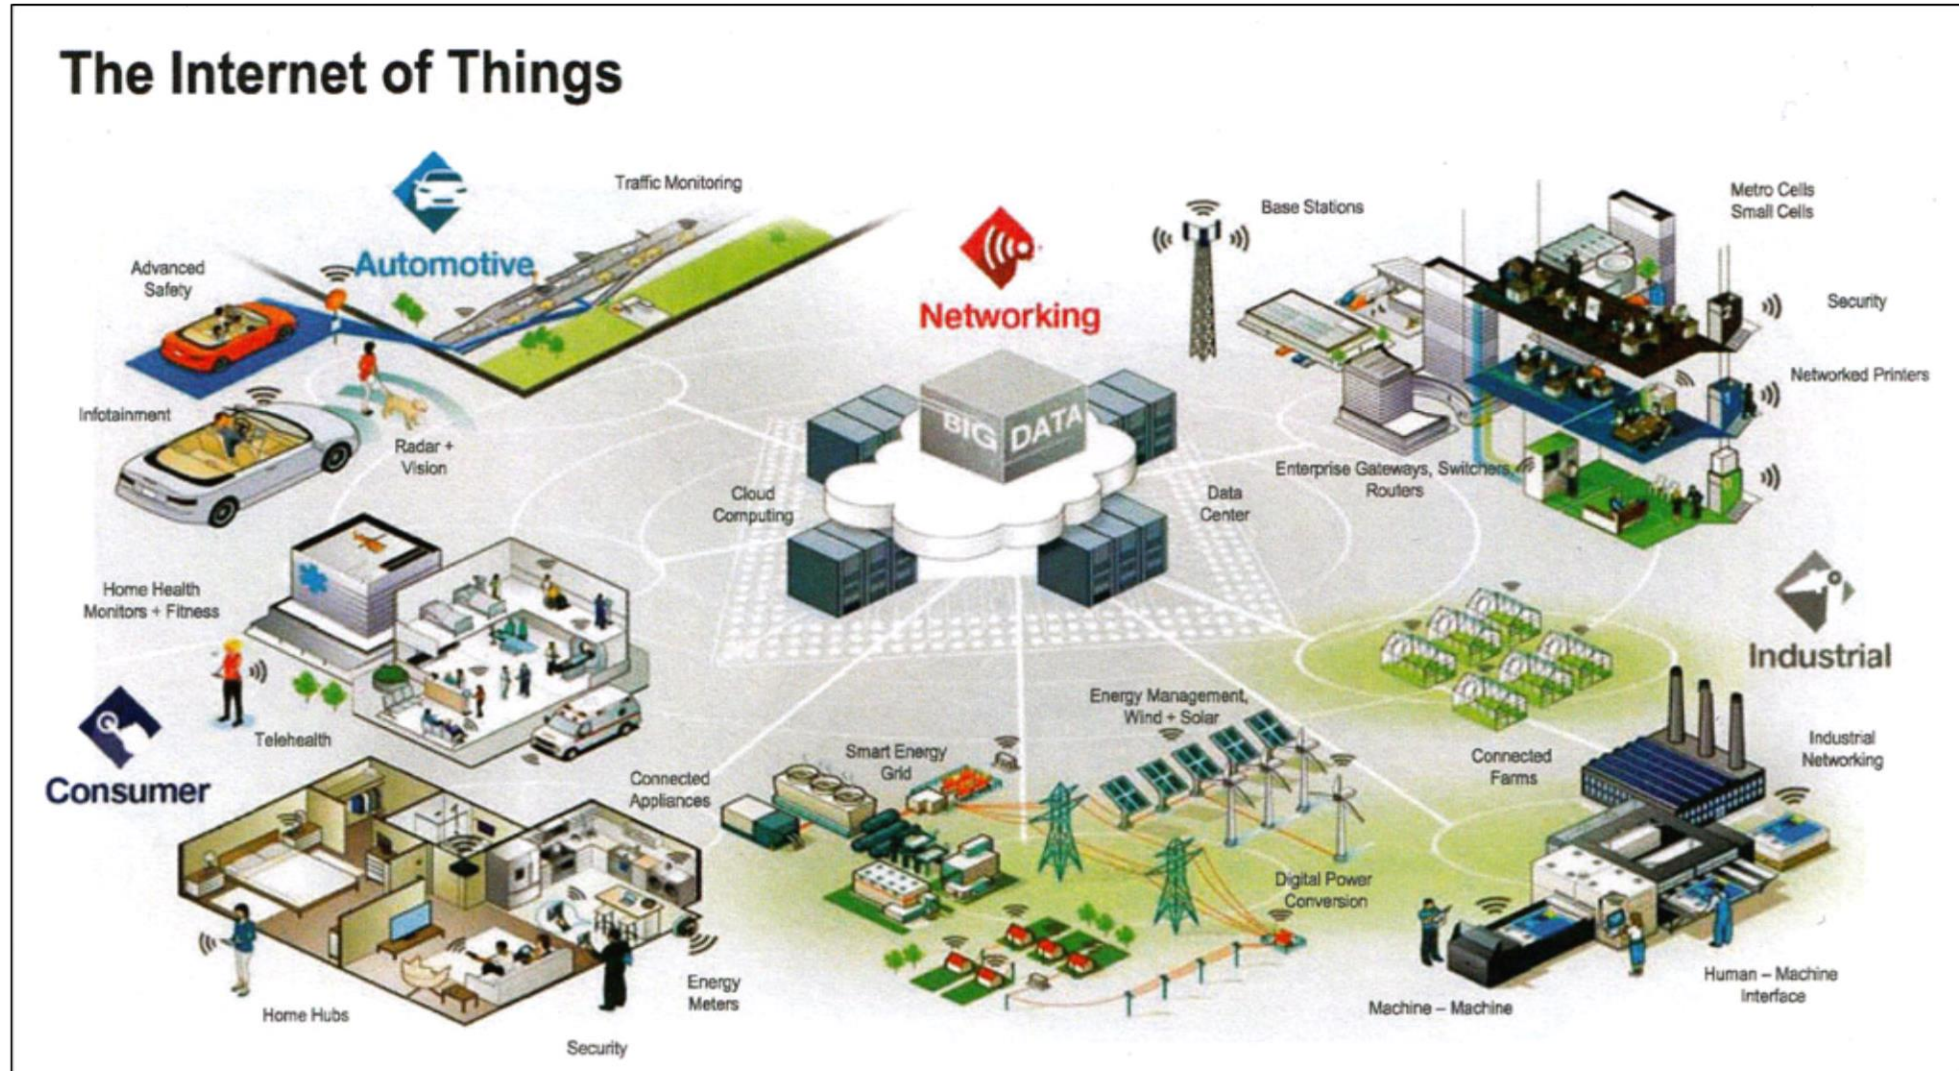 The Internet of Things
Automotive
Traffic Monitoring
Advanced
Safety
Infotainment
Radar +
Vision
Networking
Base Stations
Metro Cells
Small Cells
Security
Networked Printers
Enterprise Gateways, Switchers
Routers
BIG DATA
Cloud
Computing
Data
Center
Home Health
Monitors + Fitness
Telehealth
Consumer
Connected
Appliances
Home Hubs
Security
Energy
Meters
Smart Energy
Grid
Energy Management,
Wind + Solar
Digital Power
Conversion
Industrial
Connected
Farms
Industrial
Networking
Machine – Machine
Human – Machine
Interface